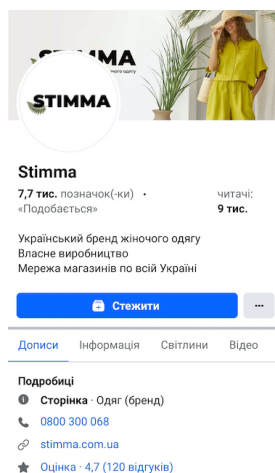 STIMMA
STIMMA
Stimma
7,7 тис. позначок(-ки) · читачі:
«Подобається» 9 тис.
Український бренд жіночого одягу
Власне виробництво
Мережа магазинів по всій Україні
Стежити
Дописи Інформація Світлини Відео
Подробиці
Сторінка · Одяг (бренд)
0800 300 068
stimma.com.ua
Оцінка · 4,7 (120 відгуків)